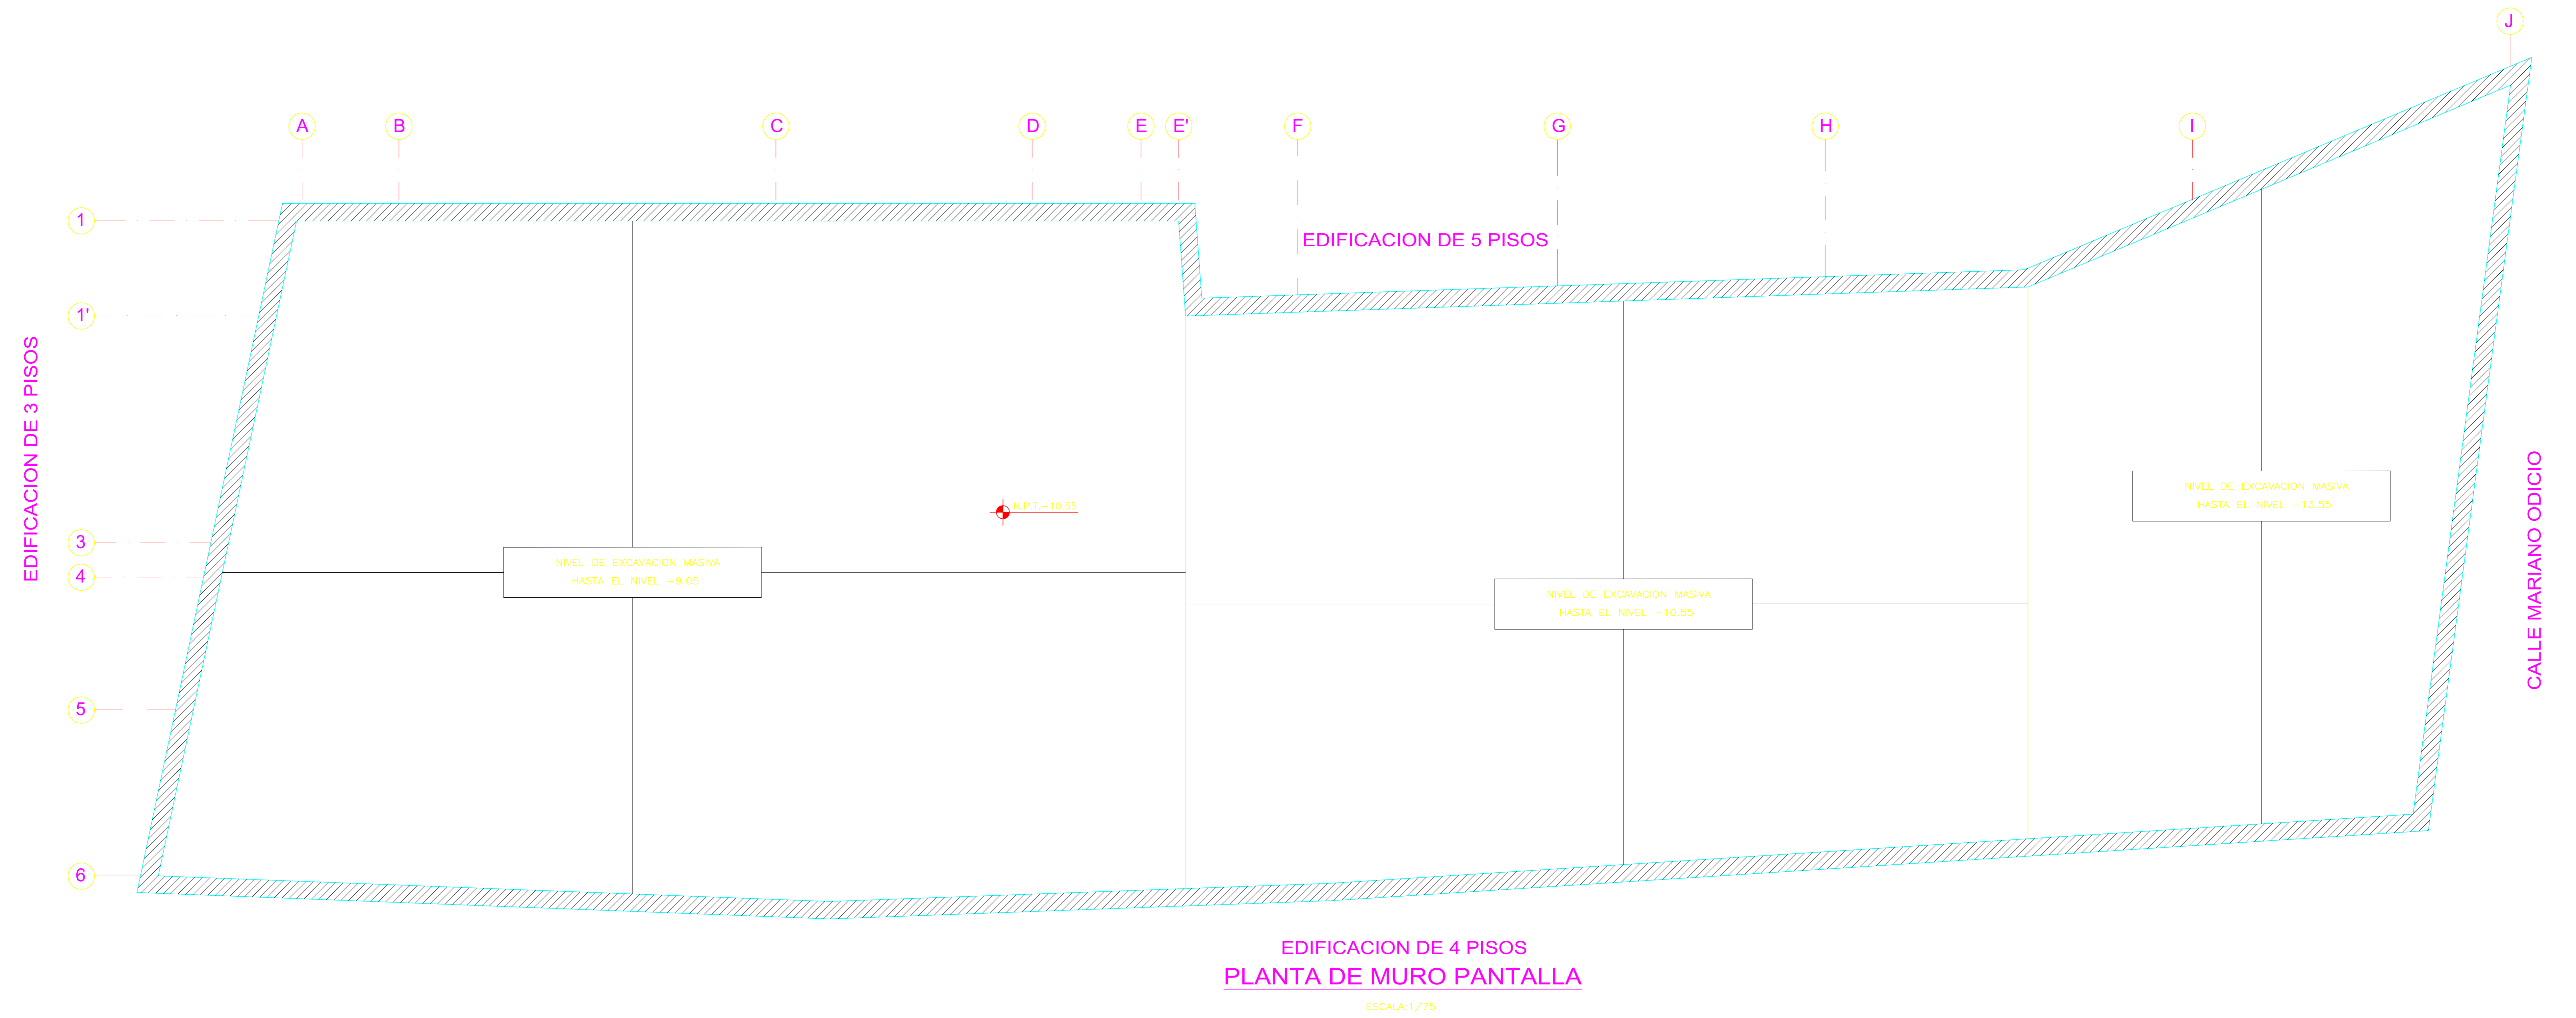 J
A
B
C
D
E
E'
F
G
H
I
1
1'
3
4
5
6
EDIFICACION DE 5 PISOS
EDIFICACION DE 3 PISOS
CALLE MARIANO ODICIO
N.P.T.-10.55
NIVEL DE EXCAVACION MASIVA
HASTA EL NIVEL -9.05
NIVEL DE EXCAVACION MASIVA
HASTA EL NIVEL -10.55
NIVEL DE EXCAVACION MASIVA
HASTA EL NIVEL -13.55
EDIFICACION DE 4 PISOS
PLANTA DE MURO PANTALLA
ESCALA:1/75